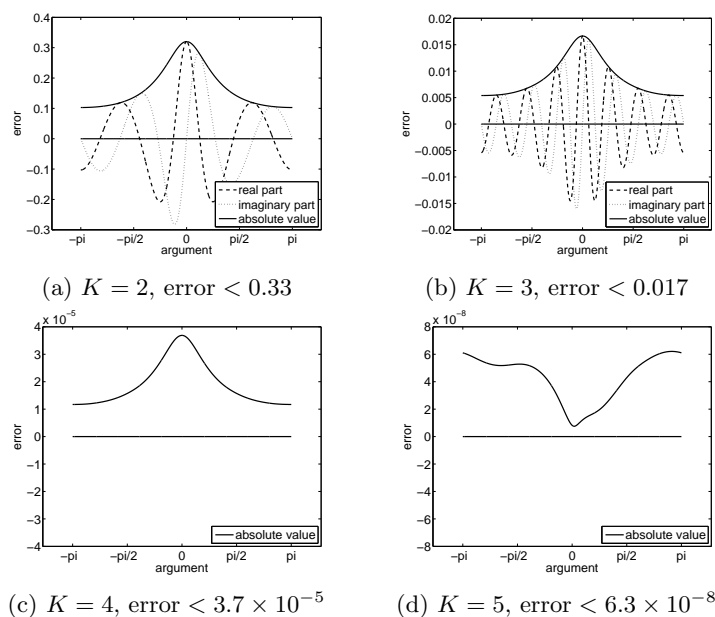 0.4
0.3
0.2
0.1
0
−0.1
−0.2
−0.3
error
−pi
−pi/2
0
pi/2
pi
argument
real part
imaginary part
absolute value
(a) K = 2, error < 0.33
0.02
0.015
0.01
0.005
0
−0.005
−0.01
−0.015
−0.02
error
−pi
−pi/2
0
pi/2
pi
argument
real part
imaginary part
absolute value
(b) K = 3, error < 0.017
x 10⁻⁵
4
3
2
1
0
−1
−2
−3
−4
error
−pi
−pi/2
0
pi/2
pi
argument
absolute value
(c) K = 4, error < 3.7 × 10⁻⁵
x 10⁻⁸
8
6
4
2
0
−2
−4
−6
−8
error
−pi
−pi/2
0
pi/2
pi
argument
absolute value
(d) K = 5, error < 6.3 × 10⁻⁸